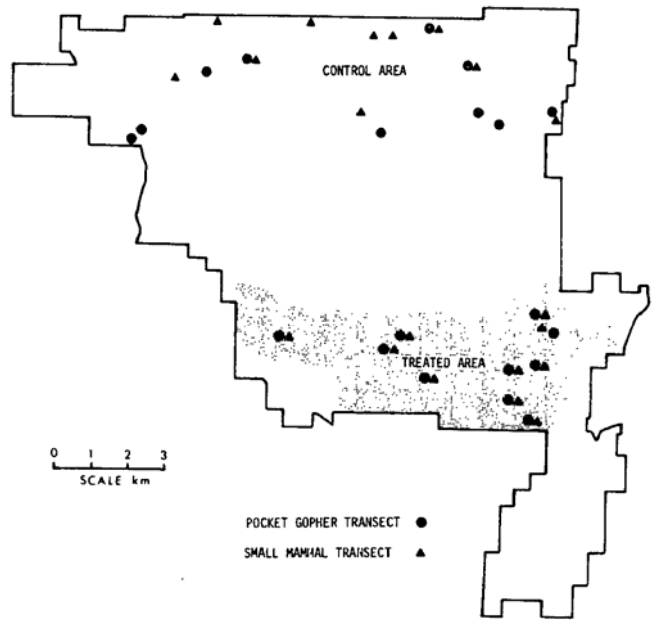 CONTROL AREA
TREATED AREA
0 1 2 3
SCALE km
POCKET GOPHER TRANSECT
SMALL MAMMAL TRANSECT